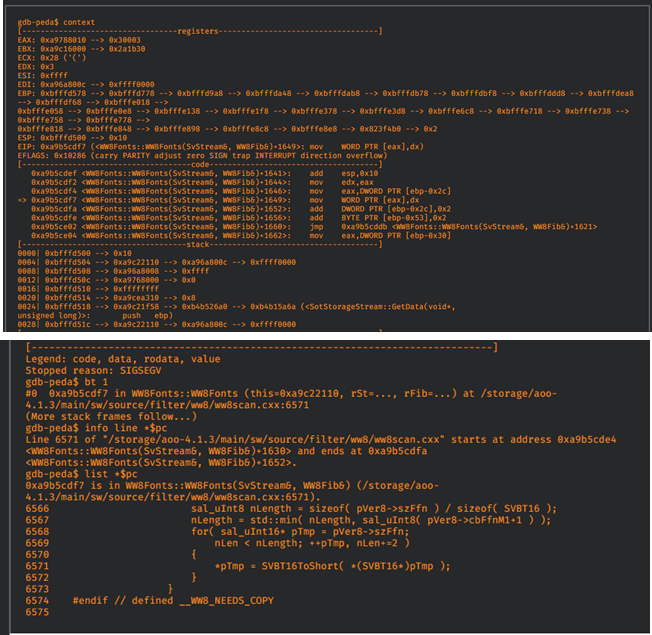 gdb-peda$ context
[----------------------------------registers-----------------------------------]
EAX: 0xa9788010 --> 0x30003
EBX: 0xa9c16000 --> 0x2a1b30
ECX: 0x28 ('(')
EDX: 0x3
ESI: 0xffff
EDI: 0xa96a800c --> 0xffff0000
EBP: 0xbfffd578 --> 0xbfffd778 --> 0xbfffd9a8 --> 0xbfffda48 --> 0xbfffdab8 --> 0xbfffdb78 --> 0xbfffdbf8 --> 0xbfffddd8 --> 0xbfffdea8
--> 0xbfffdf68 --> 0xbfffe018 -->
0xbfffe058 --> 0xbfffe0e8 --> 0xbfffe138 --> 0xbfffe1f8 --> 0xbfffe378 --> 0xbfffe3d8 --> 0xbfffe6c8 --> 0xbfffe718 --> 0xbfffe738 -->
0xbfffe758 --> 0xbfffe778 -->
0xbfffe818 --> 0xbfffe848 --> 0xbfffe898 --> 0xbfffe8c8 --> 0xbfffe8e8 --> 0x823f4b0 --> 0x2
ESP: 0xbfffd500 --> 0x10
EIP: 0xa9b5cdf7 (<WW8Fonts::WW8Fonts(SvStream&, WW8Fib&)+1649>: mov    WORD PTR [eax],dx)
EFLAGS: 0x10286 (carry PARITY adjust zero SIGN trap INTERRUPT direction overflow)
[-------------------------------------code-------------------------------------]
0xa9b5cdef <WW8Fonts::WW8Fonts(SvStream&, WW8Fib&)+1641>: add    esp,0x10
0xa9b5cdf2 <WW8Fonts::WW8Fonts(SvStream&, WW8Fib&)+1644>: mov    edx,eax
0xa9b5cdf4 <WW8Fonts::WW8Fonts(SvStream&, WW8Fib&)+1646>: mov    eax,DWORD PTR [ebp-0x2c]
=> 0xa9b5cdf7 <WW8Fonts::WW8Fonts(SvStream&, WW8Fib&)+1649>: mov    WORD PTR [eax],dx
0xa9b5cdfa <WW8Fonts::WW8Fonts(SvStream&, WW8Fib&)+1652>: add    DWORD PTR [ebp-0x2c],0x2
0xa9b5cdfe <WW8Fonts::WW8Fonts(SvStream&, WW8Fib&)+1656>: add    BYTE PTR [ebp-0x53],0x2
0xa9b5ce02 <WW8Fonts::WW8Fonts(SvStream&, WW8Fib&)+1660>: jmp    0xa9b5cddb <WW8Fonts::WW8Fonts(SvStream&, WW8Fib&)+1621>
0xa9b5ce04 <WW8Fonts::WW8Fonts(SvStream&, WW8Fib&)+1662>: mov    eax,DWORD PTR [ebp-0x30]
[------------------------------------stack-------------------------------------]
0000| 0xbfffd500 --> 0x10
0004| 0xbfffd504 --> 0xa9c22110 --> 0xa96a800c --> 0xffff0000
0008| 0xbfffd508 --> 0xa96a8008 --> 0xffff
0012| 0xbfffd50c --> 0xa9768000 --> 0x0
0016| 0xbfffd510 --> 0xffffffff
0020| 0xbfffd514 --> 0xa9cea310 --> 0x8
0024| 0xbfffd518 --> 0xa9c21f58 --> 0xb4b526a0 --> 0xb4b15a6a (<SotStorageStream::GetData(void*,
unsigned long)>: push   ebp)
0028| 0xbfffd51c --> 0xa9c22110 --> 0xa96a800c --> 0xffff0000
[------------------------------------------------------------------------------]
Legend: code, data, rodata, value
Stopped reason: SIGSEGV
gdb-peda$ bt 1
#0  0xa9b5cdf7 in WW8Fonts::WW8Fonts (this=0xa9c22110, rSt=..., rFib=...) at /storage/aoo-
4.1.3/main/sw/source/filter/ww8/ww8scan.cxx:6571
(More stack frames follow...)
gdb-peda$ info line *$pc
Line 6571 of "/storage/aoo-4.1.3/main/sw/source/filter/ww8/ww8scan.cxx" starts at address 0xa9b5cde4
<WW8Fonts::WW8Fonts(SvStream&, WW8Fib&)+1630> and ends at 0xa9b5cdfa
<WW8Fonts::WW8Fonts(SvStream&, WW8Fib&)+1652>.
gdb-peda$ list *$pc
0xa9b5cdf7 is in WW8Fonts::WW8Fonts(SvStream&, WW8Fib&) (/storage/aoo-
4.1.3/main/sw/source/filter/ww8/ww8scan.cxx:6571).
6566 sal_uInt8 nLength = sizeof( pVer8->szFfn ) / sizeof( SVBT16 );
6567 nLength = std::min( nLength, sal_uInt8( pVer8->cbFfnM1+1 ) );
6568 for( sal_uInt16* pTmp = pVer8->szFfn;
6569 nLen < nLength; ++pTmp, nLen+=2 )
6570 {
6571 *pTmp = SVBT16ToShort( *(SVBT16*)pTmp );
6572 }
6573 }
6574 #endif // defined __WW8_NEEDS_COPY
6575